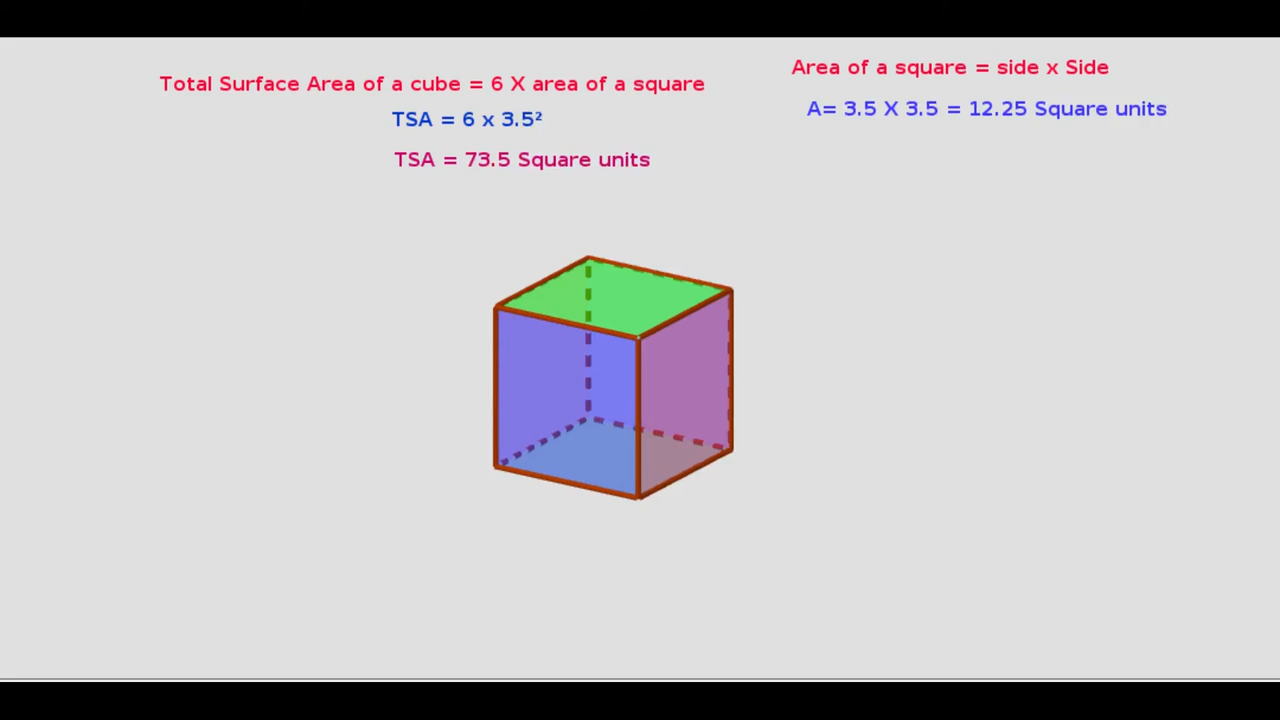 Total Surface Area of a cube = 6 X area of a square
TSA = 6 x 3.5²
TSA = 73.5 Square units
Area of a square = side x Side
A= 3.5 X 3.5 = 12.25 Square units